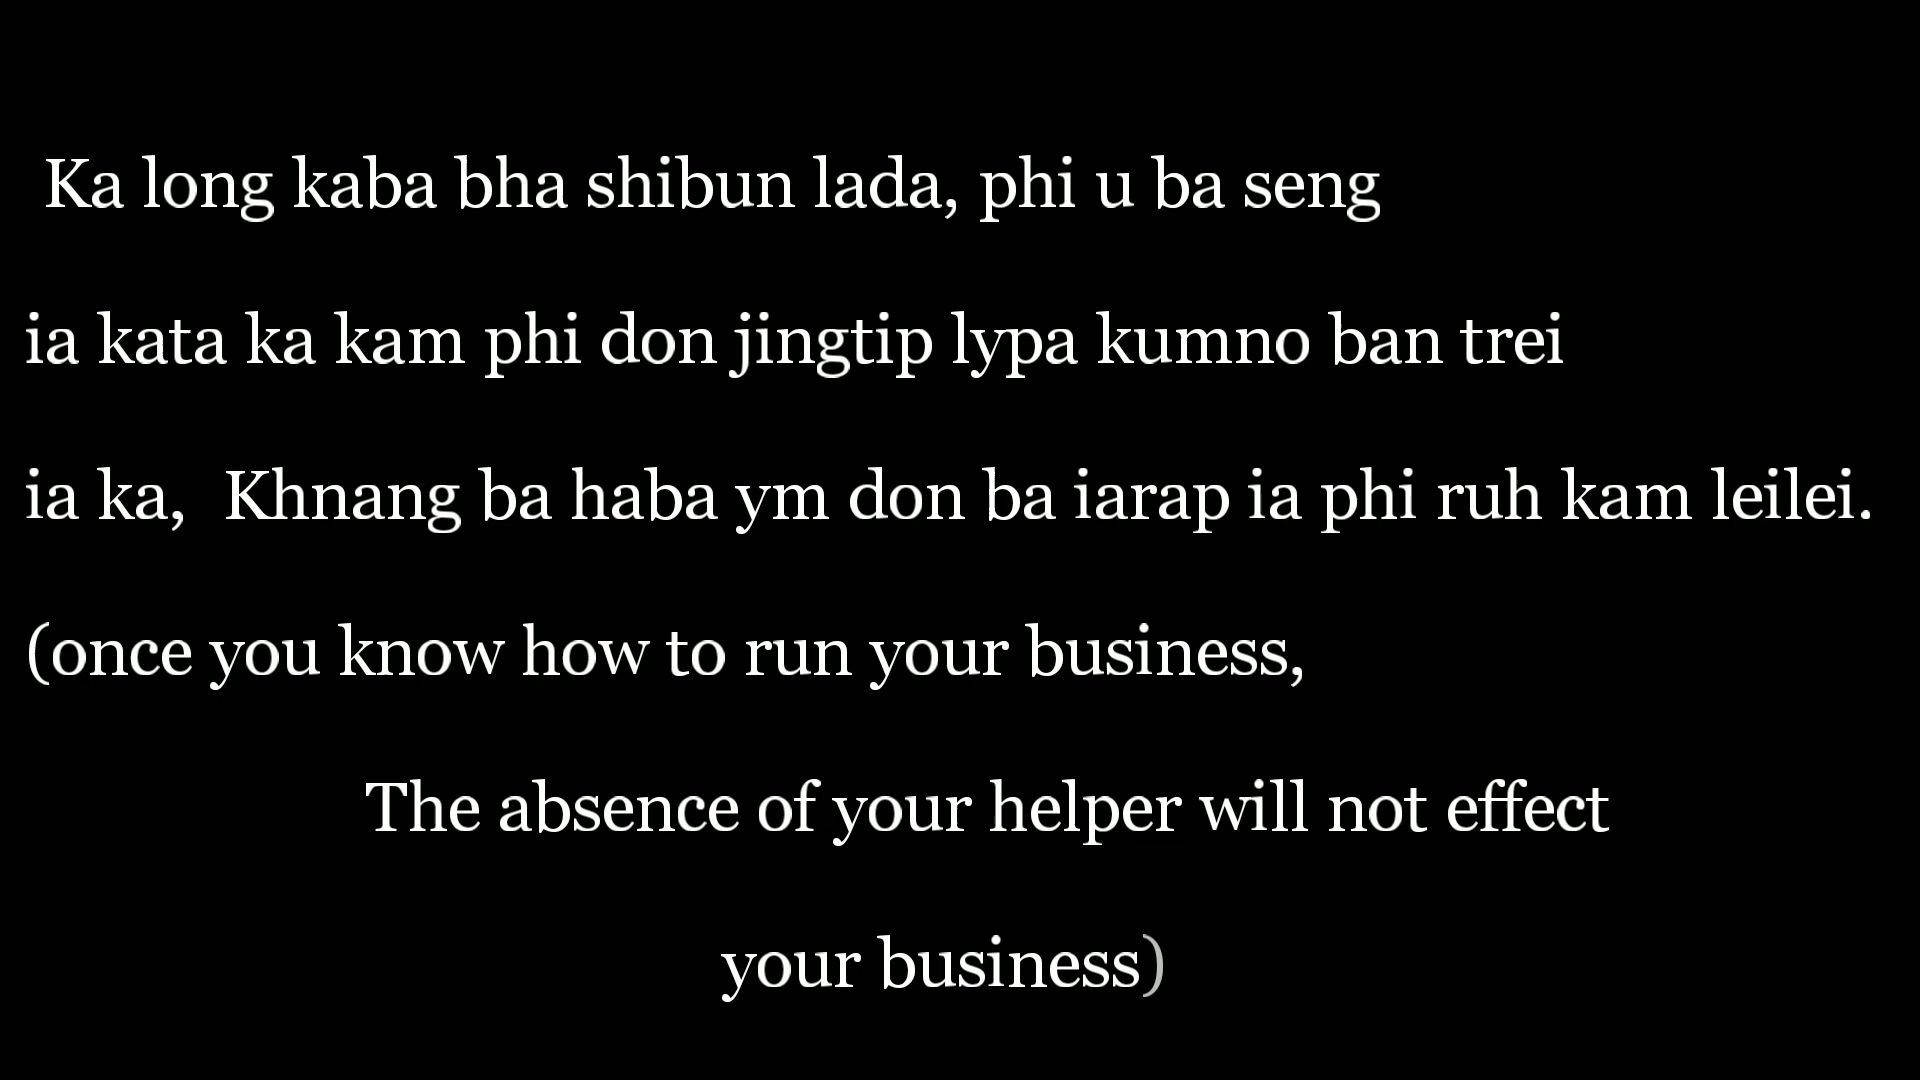 Ka long kaba bha shibun lada, phi u ba seng
ia kata ka kam phi don jingtip lypa kumno ban trei
ia ka, Khnang ba haba ym don ba iarap ia phi ruh kam leilei.
(once you know how to run your business,
The absence of your helper will not effect
your business)